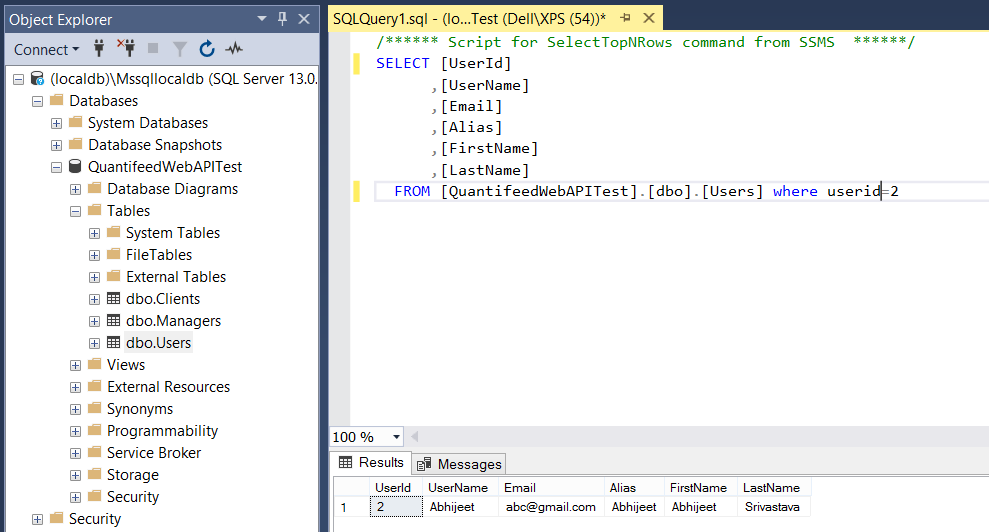 Object Explorer
Connect
(localdb)\Mssqllocaldb (SQL Server 13.0.
Databases
System Databases
Database Snapshots
QuantifeedWebAPITest
Database Diagrams
Tables
System Tables
FileTables
External Tables
dbo.Clients
dbo.Managers
dbo.Users
Views
External Resources
Synonyms
Programmability
Service Broker
Storage
Security
Security
SQLQuery1.sql - (lo...Test (Dell\XPS (54))*
/****** Script for SelectTopNRows command from SSMS  ******/
SELECT [UserId]
,[UserName]
,[Email]
,[Alias]
,[FirstName]
,[LastName]
FROM [QuantifeedWebAPITest].[dbo].[Users] where userid=2
100 %
Results Messages
UserId UserName Email Alias FirstName LastName
1 2 Abhijeet abc@gmail.com Abhijeet Abhijeet Srivastava